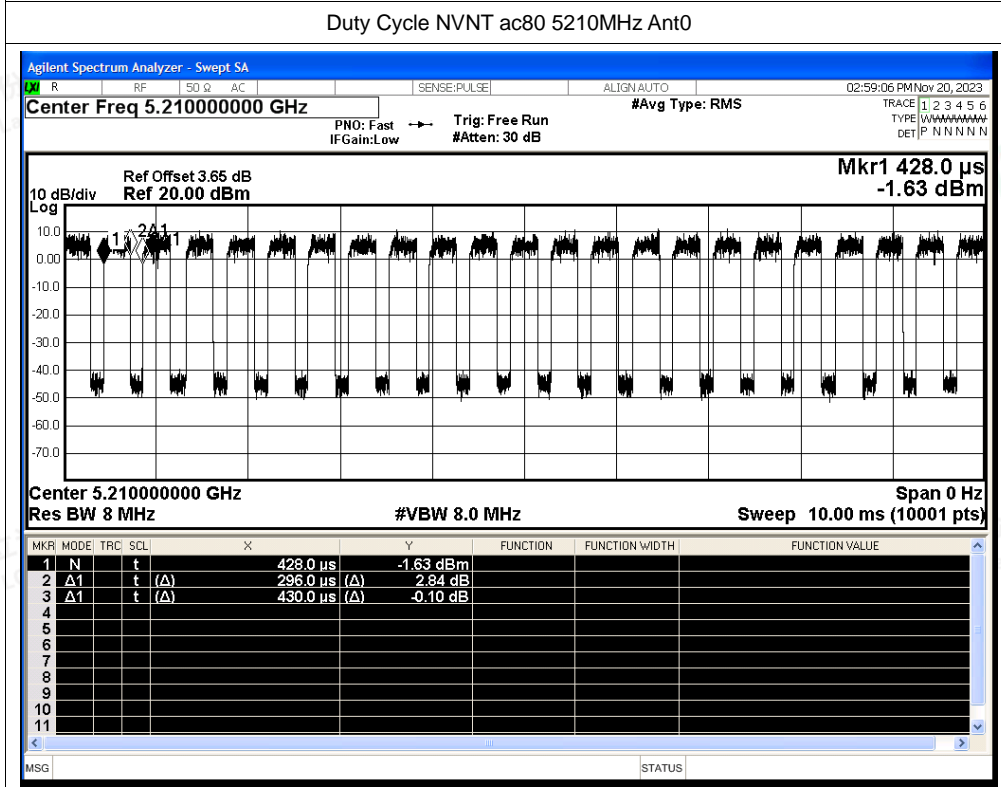 Duty Cycle NVNT ac80 5210MHz Ant0
Agilent Spectrum Analyzer - Swept SA
LXI R RF 50 Ω AC SENSE:PULSE ALIGN AUTO 02:59:06 PM Nov 20, 2023
Center Freq 5.210000000 GHz #Avg Type: RMS TRACE 1 2 3 4 5 6
PNO: Fast Trig: Free Run TYPE W
IFGain:Low #Atten: 30 dB DET P N N N N N
Mkr1 428.0 µs
Ref Offset 3.65 dB
10 dB/div Ref 20.00 dBm -1.63 dBm
Log
10.0
1 2Δ1 1
0.00
-10.0
-20.0
-30.0
-40.0
-50.0
-60.0
-70.0
Center 5.210000000 GHz Span 0 Hz
Res BW 8 MHz #VBW 8.0 MHz Sweep 10.00 ms (10001 pts)
MKR MODE TRC SCL X Y FUNCTION FUNCTION WIDTH FUNCTION VALUE
1 N t 428.0 µs -1.63 dBm
2 Δ1 t (Δ) 296.0 µs (Δ) 2.84 dB
3 Δ1 t (Δ) 430.0 µs (Δ) -0.10 dB
4
5
6
7
8
9
10
11
MSG STATUS